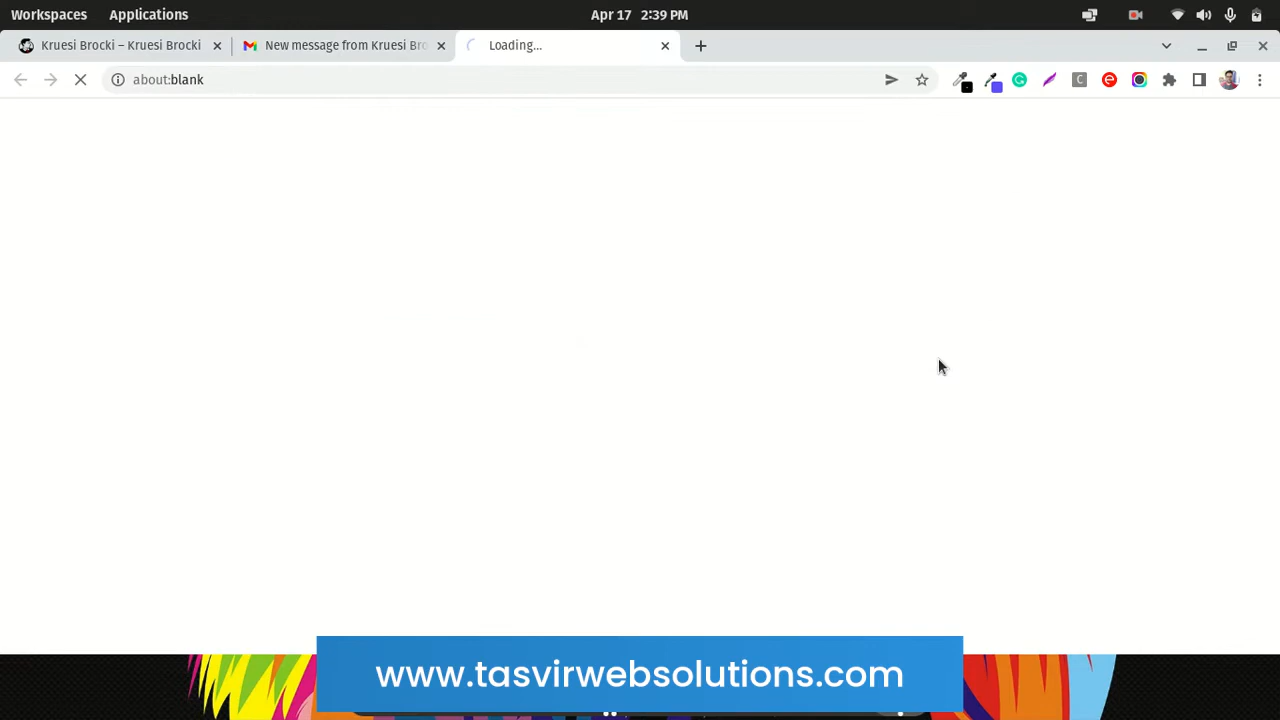 Workspaces Applications Apr 17 2:39 PM
Kruesi Brocki – Kruesi Brocki New message from Kruesi Bro Loading...
about:blank
www.tasvirwebsolutions.com